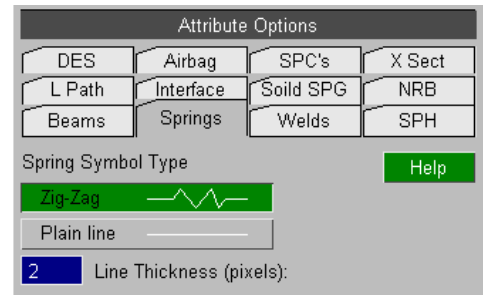 Attribute Options
DES Airbag SPC's X Sect
L Path Interface Soild SPG NRB
Beams Springs Welds SPH
Spring Symbol Type Help
Zig-Zag
Plain line
2 Line Thickness (pixels):